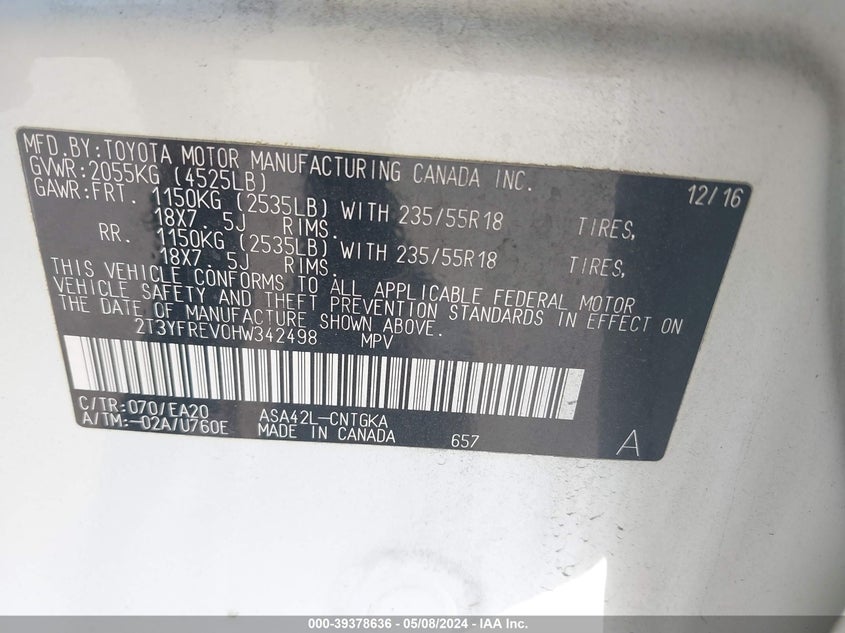 MFD.BY:TOYOTA MOTOR MANUFACTURING CANADA INC. 12/16
GVWR:2055KG (4525LB)
GAWR:FRT. 1150KG (2535LB) WITH 235/55R18 TIRES,
18X7.5J RIMS.
RR. 1150KG (2535LB) WITH 235/55R18 TIRES,
18X7.5J RIMS.
THIS VEHICLE CONFORMS TO ALL APPLICABLE FEDERAL MOTOR
VEHICLE SAFETY AND THEFT PREVENTION STANDARDS IN EFFECT ON
THE DATE OF MANUFACTURE SHOWN ABOVE.
2T3YFREV0HW342498 MPV
C/TR:070/EA20 ASA42L-CNTGKA
A/TM:-02A/U760E MADE IN CANADA 657 A
000-39378636 - 05/08/2024 - IAA Inc.